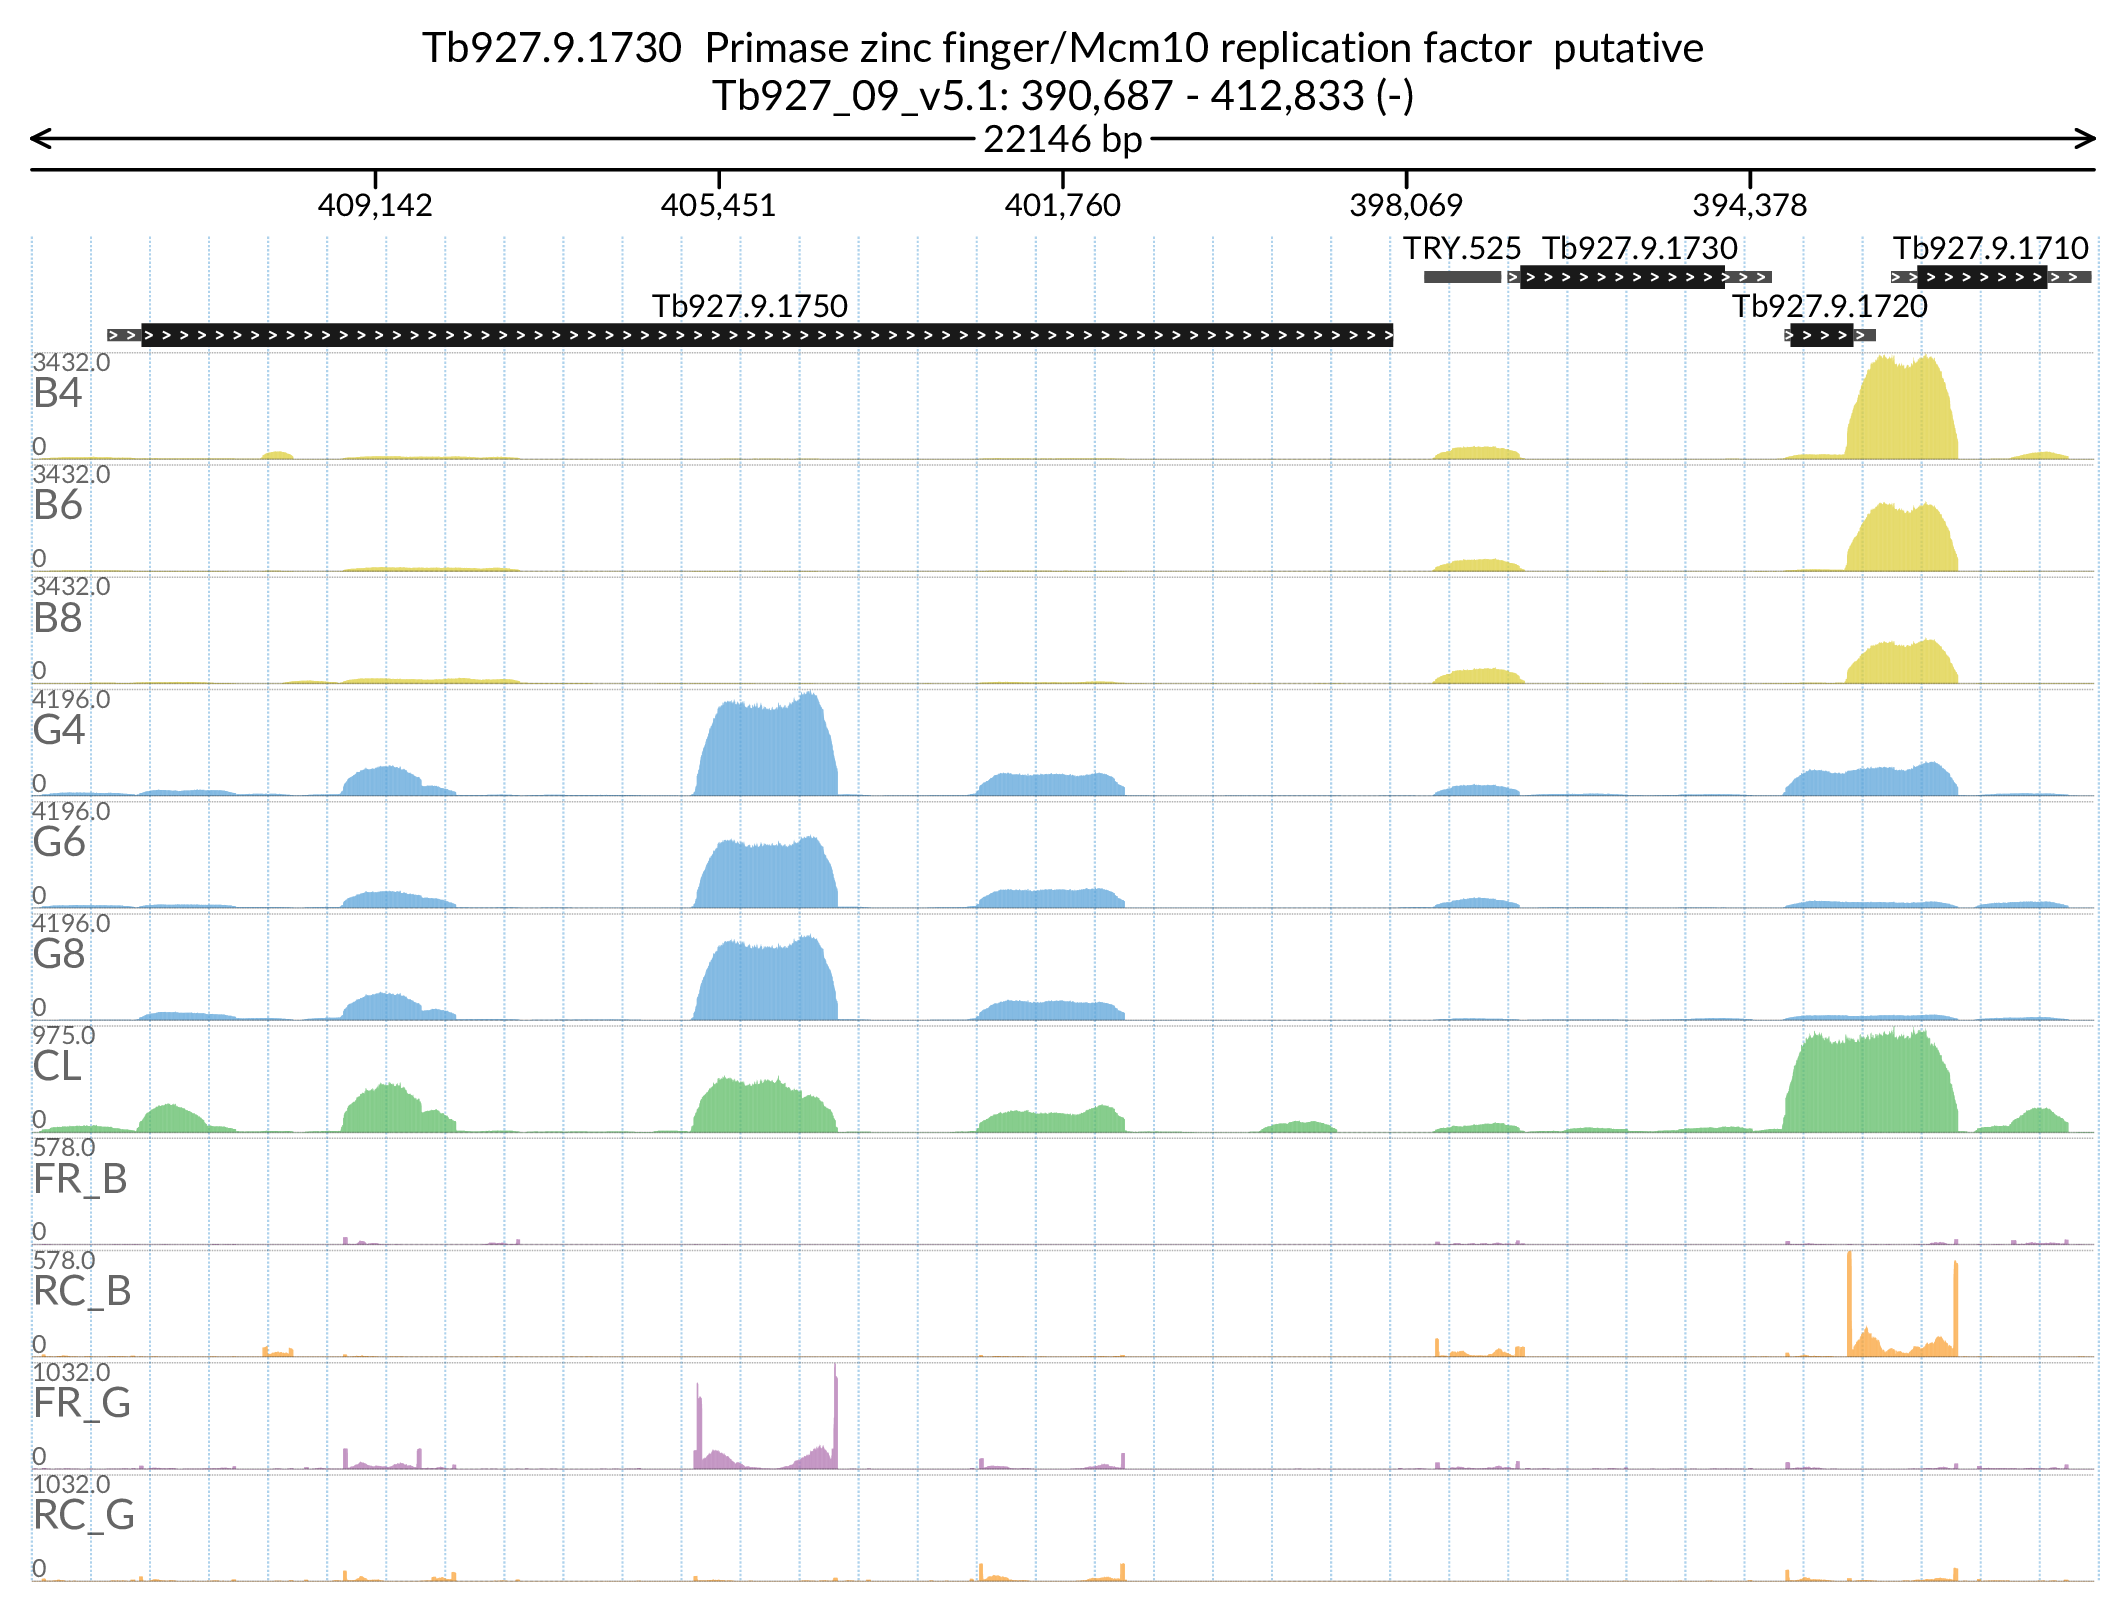 Tb927.9.1730  Primase zinc finger/Mcm10 replication factor  putative
Tb927_09_v5.1: 390,687 - 412,833 (-)
22146 bp
409,142 405,451 401,760 398,069 394,378
TRY.525 Tb927.9.1730 Tb927.9.1710
Tb927.9.1750 Tb927.9.1720
3432.0
B4
0
3432.0
B6
0
3432.0
B8
0
4196.0
G4
0
4196.0
G6
0
4196.0
G8
0
975.0
CL
0
578.0
FR_B
0
578.0
RC_B
0
1032.0
FR_G
0
1032.0
RC_G
0